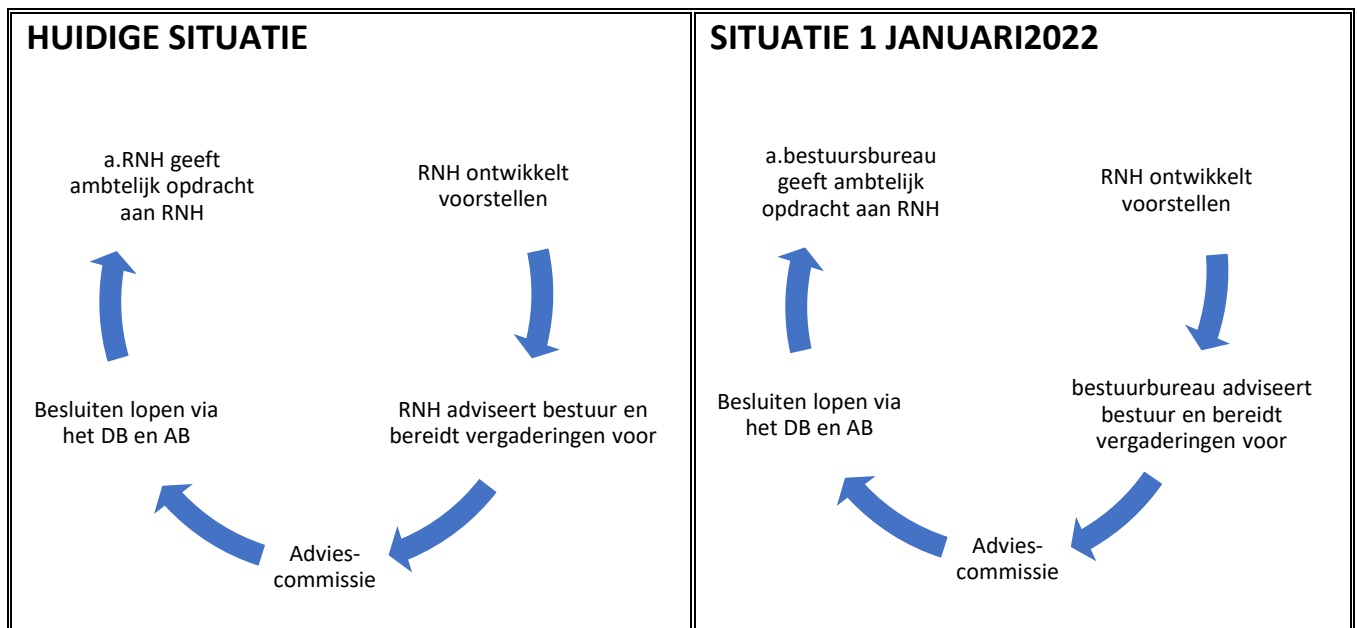 HUIDIGE SITUATIE
a.RNH geeft
ambtelijk opdracht
aan RNH
RNH ontwikkelt
voorstellen
Besluiten lopen via
het DB en AB
RNH adviseert bestuur en
bereidt vergaderingen voor
Advies-
commissie
SITUATIE 1 JANUARI2022
a.bestuursbureau
geeft ambtelijk
opdracht aan RNH
RNH ontwikkelt
voorstellen
Besluiten lopen via
het DB en AB
bestuurbureau adviseert
bestuur en bereidt
vergaderingen voor
Advies-
commissie